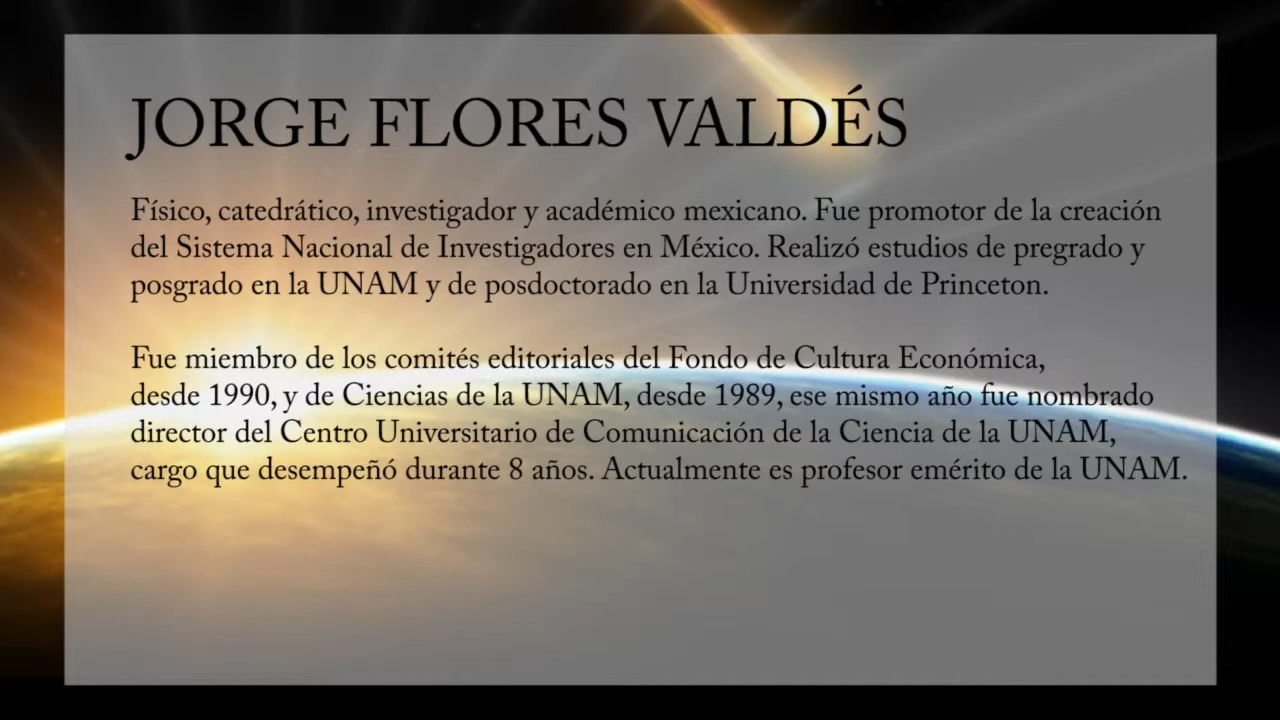 JORGE FLORES VALDÉS
Físico, catedrático, investigador y académico mexicano. Fue promotor de la creación
del Sistema Nacional de Investigadores en México. Realizó estudios de pregrado y
posgrado en la UNAM y de posdoctorado en la Universidad de Princeton.
Fue miembro de los comités editoriales del Fondo de Cultura Económica,
desde 1990, y de Ciencias de la UNAM, desde 1989, ese mismo año fue nombrado
director del Centro Universitario de Comunicación de la Ciencia de la UNAM,
cargo que desempeñó durante 8 años. Actualmente es profesor emérito de la UNAM.